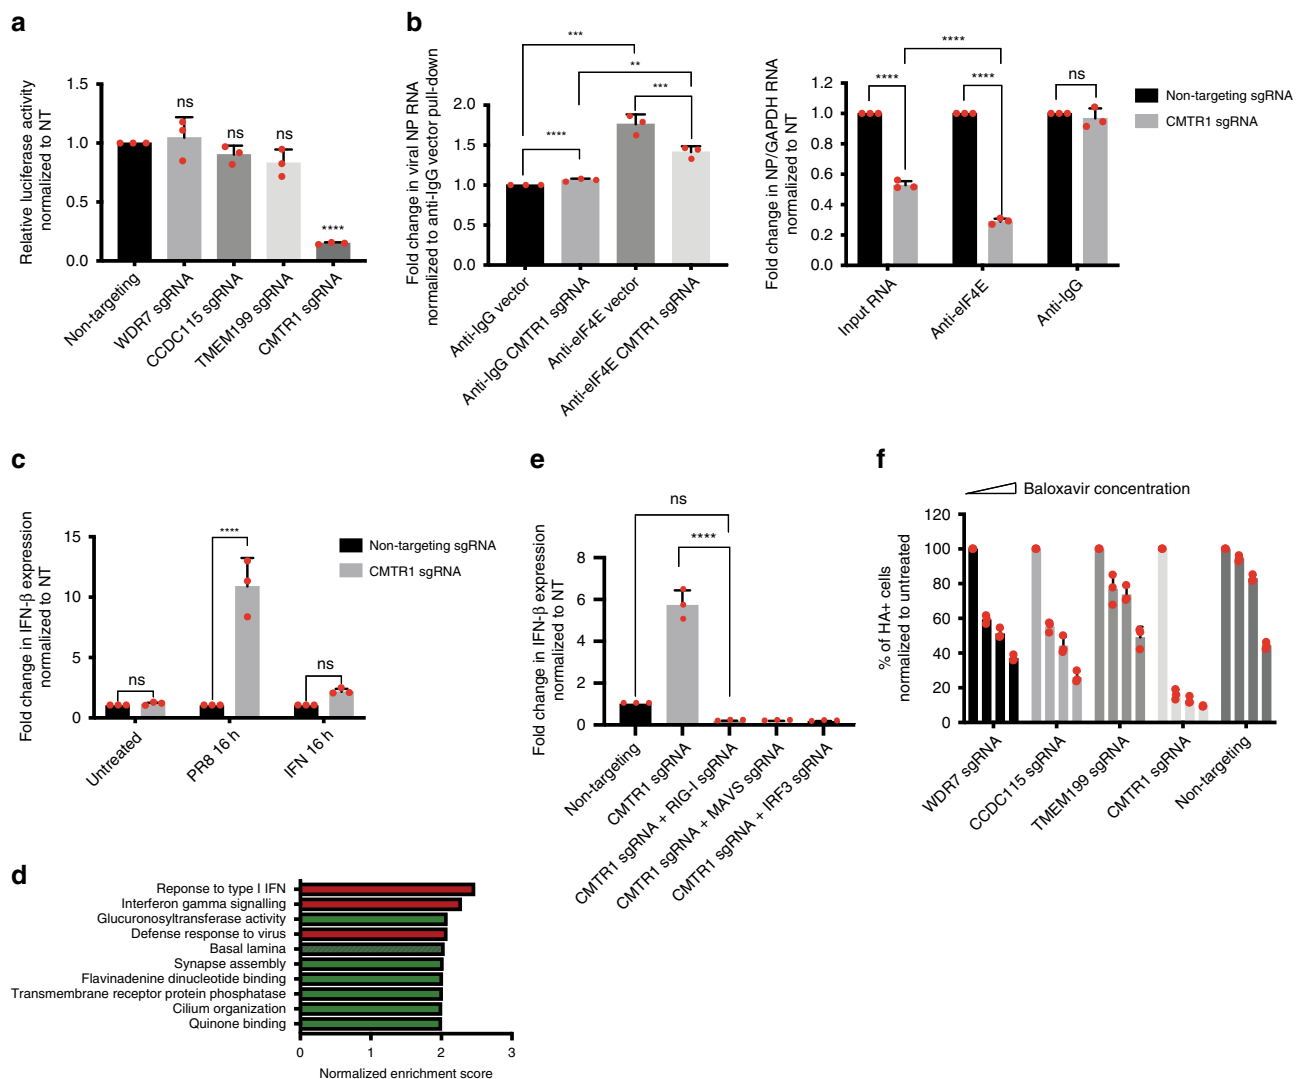 a
Relative luciferase activity
normalized to NT
1.5
1.0
0.5
0.0
ns
ns
ns
****
Non-targeting
WDR7 sgRNA
CCDC115 sgRNA
TMEM199 sgRNA
CMTR1 sgRNA
b
Fold change in viral NP RNA
normalized to anti-IgG vector pull-down
2.0
1.5
1.0
0.5
0.0
***
**
***
****
Anti-IgG vector
Anti-IgG CMTR1 sgRNA
Anti-eIF4E vector
Anti-eIF4E CMTR1 sgRNA
Fold change in NP/GAPDH RNA
normalized to NT
1.2
1.0
0.8
0.6
0.4
0.2
0.0
****
****
****
ns
Input RNA
Anti-eIF4E
Anti-IgG
Non-targeting sgRNA
CMTR1 sgRNA
c
Fold change in IFN-β expression
normalized to NT
15
10
5
0
ns
****
ns
Untreated
PR8 16 h
IFN 16 h
Non-targeting sgRNA
CMTR1 sgRNA
e
Fold change in IFN-β expression
normalized to NT
8
6
4
2
0
ns
****
Non-targeting
CMTR1 sgRNA
CMTR1 sgRNA + RIG-I sgRNA
CMTR1 sgRNA + MAVS sgRNA
CMTR1 sgRNA + IRF3 sgRNA
f
Baloxavir concentration
% of HA+ cells
normalized to untreated
120
100
80
60
40
20
0
WDR7 sgRNA
CCDC115 sgRNA
TMEM199 sgRNA
CMTR1 sgRNA
Non-targeting
d
Reponse to type I IFN
Interferon gamma signalling
Glucuronosyltransferase activity
Defense response to virus
Basal lamina
Synapse assembly
Flavinadenine dinucleotide binding
Transmembrane receptor protein phosphatase
Cilium organization
Quinone binding
0
1
2
3
Normalized enrichment score